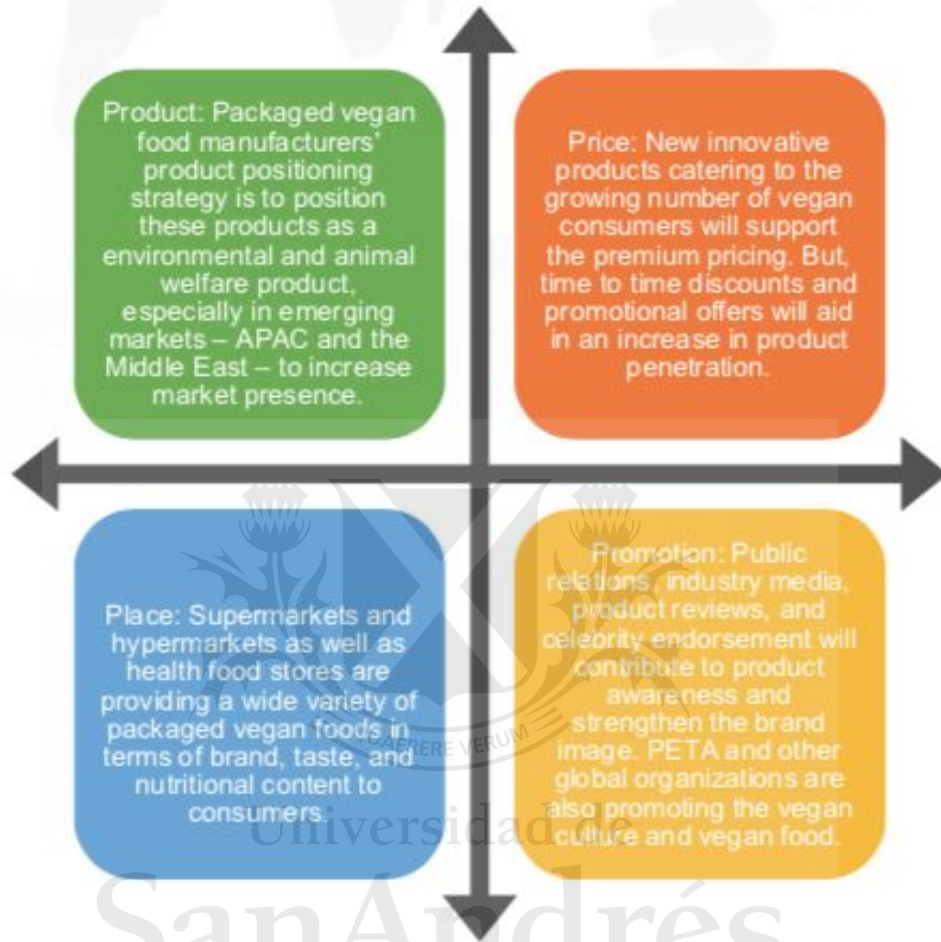 Product: Packaged vegan
food manufacturers'
product positioning
strategy is to position
these products as a
environmental and animal
welfare product,
especially in emerging
markets – APAC and the
Middle East – to increase
market presence.
Price: New innovative
products catering to the
growing number of vegan
consumers will support
the premium pricing. But,
time to time discounts and
promotional offers will aid
in an increase in product
penetration.
Place: Supermarkets and
hypermarkets as well as
health food stores are
providing a wide variety of
packaged vegan foods in
terms of brand, taste, and
nutritional content to
consumers.
Promotion: Public
relations, industry media,
product reviews, and
celebrity endorsement will
contribute to product
awareness and
strengthen the brand
image. PETA and other
global organizations are
also promoting the vegan
culture and vegan food.
QUAERERE VERUM
Universidad de
SanAndrés